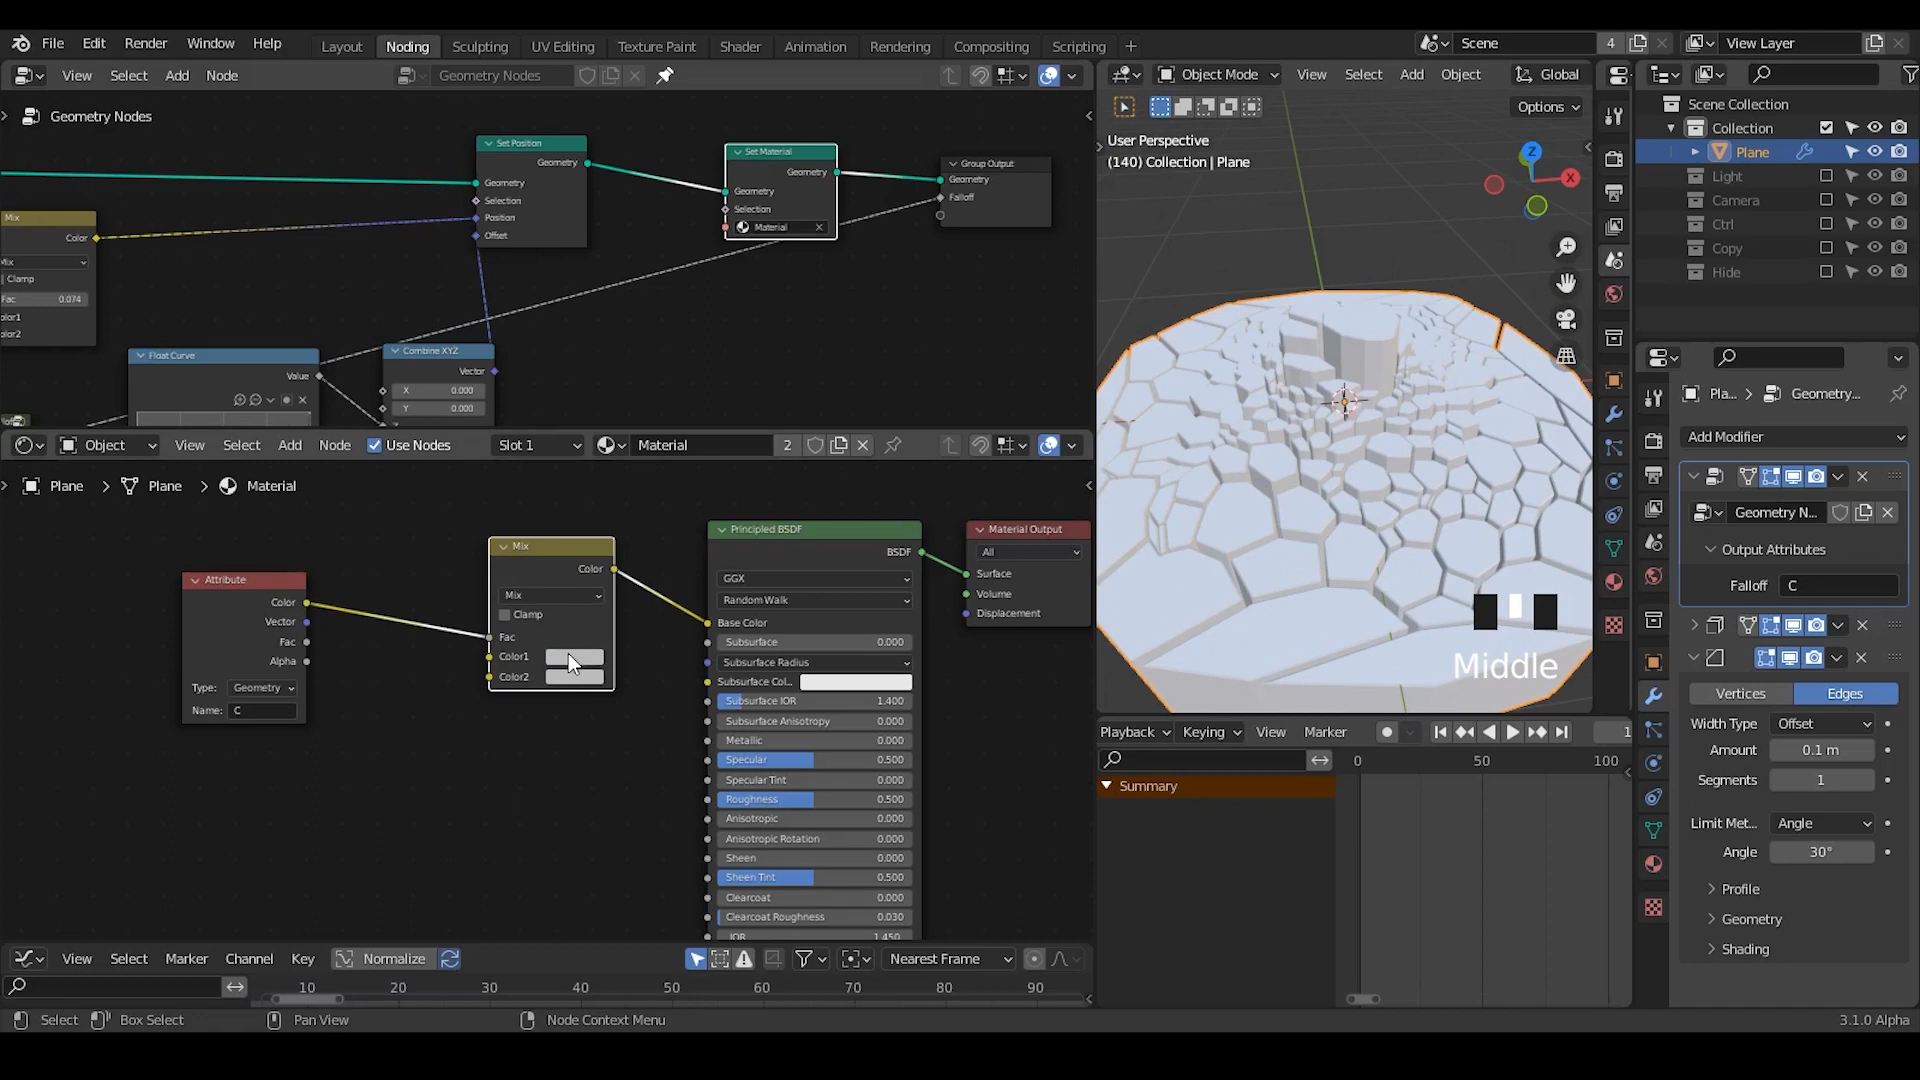 File Edit Render Window Help Layout Noding Sculpting UV Editing Texture Paint Shader Animation Rendering Compositing Scripting + Scene 4 View Layer
View Select Add Node Geometry Nodes Object Mode View Select Add Object Global
Geometry Nodes
Options
Scene Collection
Collection
Plane
Light
Camera
Ctrl
Copy
Hide
User Perspective
(140) Collection | Plane
Set Position
Geometry
Geometry
Selection
Position
Offset
Set Material
Geometry
Geometry
Selection
Material
Group Output
Geometry
Falloff
Mix
Color
Mix
Clamp
Fac 0.074
olor1
olor2
Float Curve
Value
Combine XYZ
Vector
X 0.000
Y 0.000
Z
X
Pla... > Geometry...
Add Modifier
Geometry N...
Output Attributes
Falloff C
Vertices Edges
Width Type Offset
Amount 0.1 m
Segments 1
Limit Met... Angle
Angle 30°
Profile
Geometry
Shading
Object View Select Add Node Use Nodes Slot 1 Material 2
Plane > Plane > Material
Attribute
Color
Vector
Fac
Alpha
Type: Geometry
Name: C
Mix
Color
Mix
Clamp
Fac
Color1
Color2
Principled BSDF
BSDF
GGX
Random Walk
Base Color
Subsurface 0.000
Subsurface Radius
Subsurface Col...
Subsurface IOR 1.400
Subsurface Anisotropy 0.000
Metallic 0.000
Specular 0.500
Specular Tint 0.000
Roughness 0.500
Anisotropic 0.000
Anisotropic Rotation 0.000
Sheen 0.000
Sheen Tint 0.500
Clearcoat 0.000
Clearcoat Roughness 0.030
IOR 1.450
Material Output
All
Surface
Volume
Displacement
Middle
Playback Keying View Marker 1
0 50 100
Summary
View Select Marker Channel Key Normalize Nearest Frame
10 20 30 40 50 60 70 80 90
Select Box Select Pan View Node Context Menu 3.1.0 Alpha